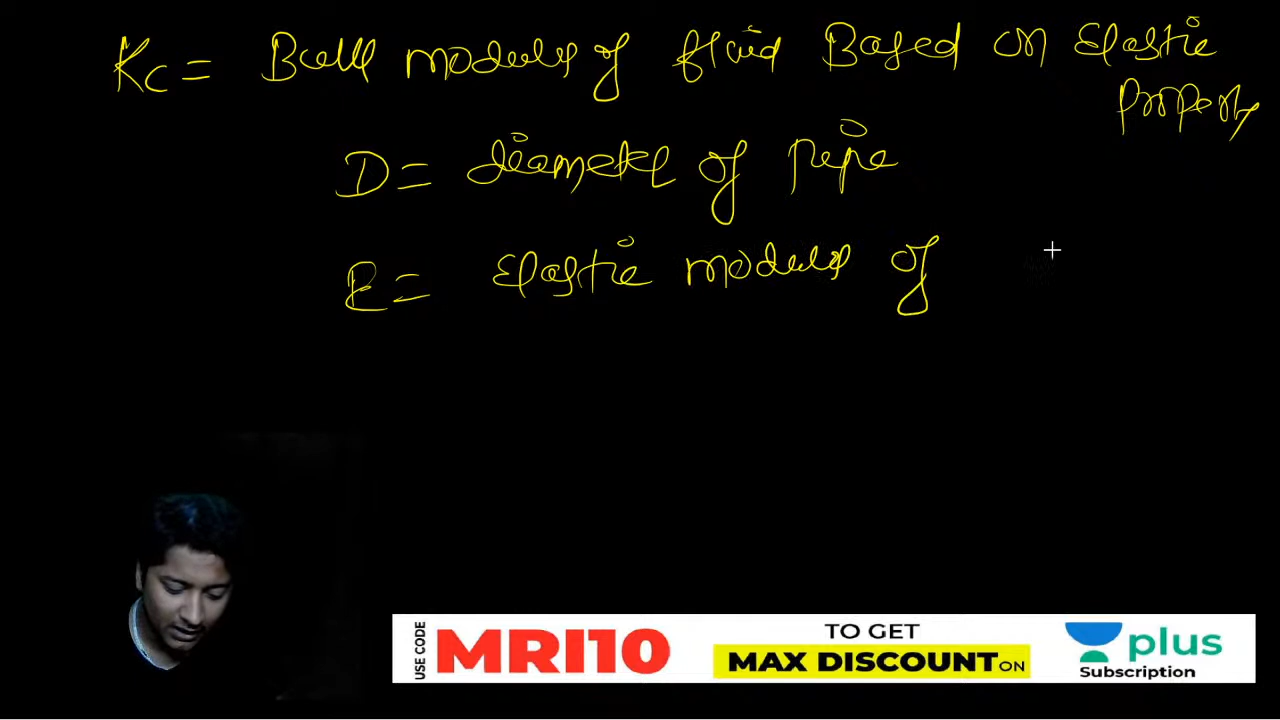 Kc = Bulk modulus of fluid Based on Elastic
property
D = diameter of pipe
E = Elastic modulus of
USE CODE
MRI10
TO GET
MAX DISCOUNT ON
plus
Subscription